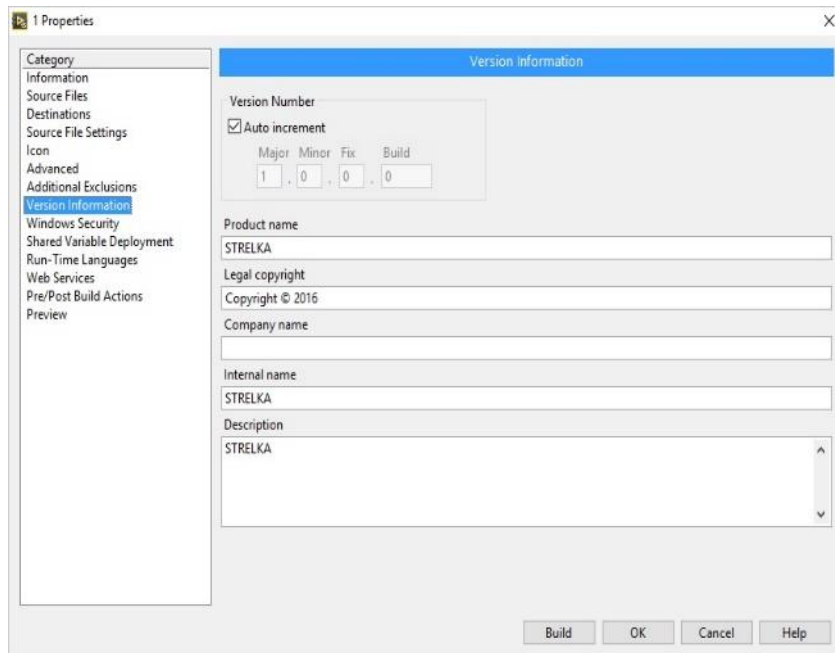 1 Properties
Category
Information
Source Files
Destinations
Source File Settings
Icon
Advanced
Additional Exclusions
Version Information
Windows Security
Shared Variable Deployment
Run-Time Languages
Web Services
Pre/Post Build Actions
Preview
Version Information
Version Number
Auto increment
Major Minor Fix Build
1 . 0 . 0 . 0
Product name
STRELKA
Legal copyright
Copyright © 2016
Company name
Internal name
STRELKA
Description
STRELKA
Build OK Cancel Help